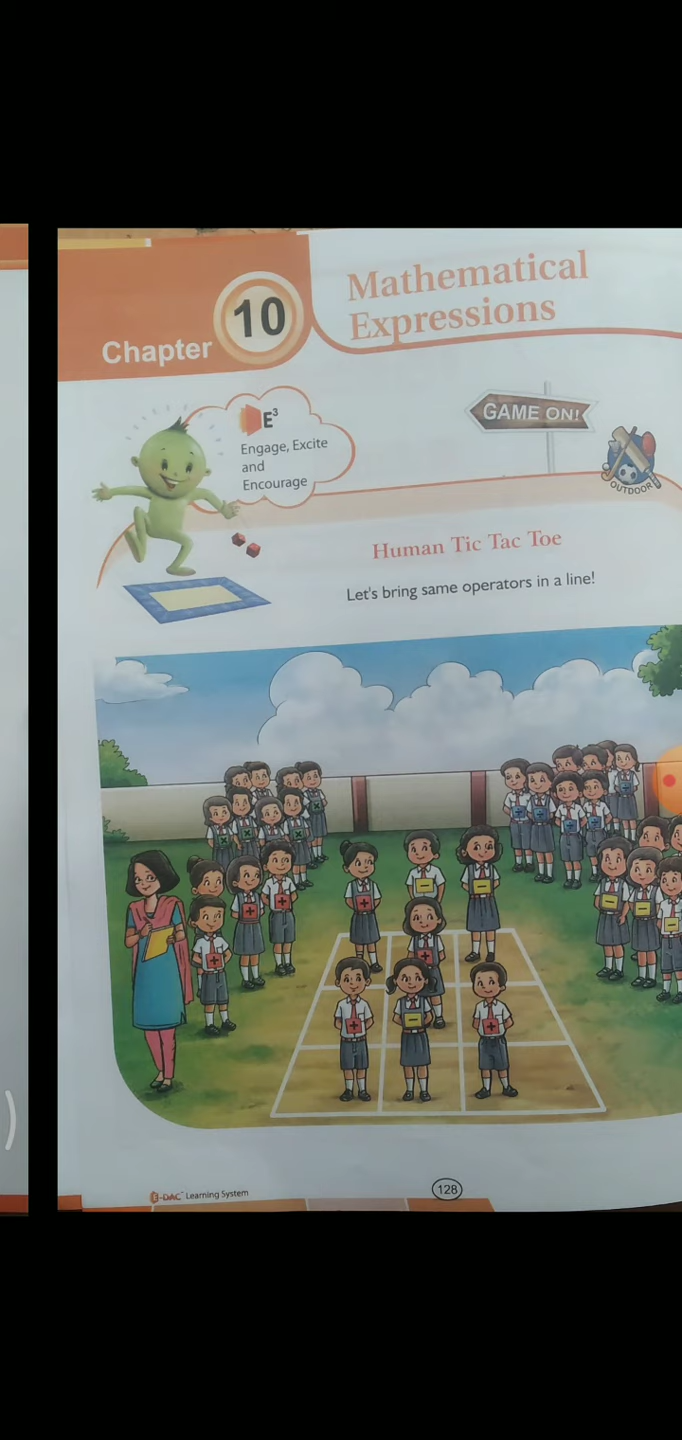 Chapter 10
Mathematical
Expressions
E³
Engage, Excite
and
Encourage
GAME ON!
OUTDOOR
Human Tic Tac Toe
Let's bring same operators in a line!
× × × ×
÷ ÷ ÷ ÷ ÷
+ + +
+ − −
− − −
+
+ − +
E-DAC™ Learning System
128